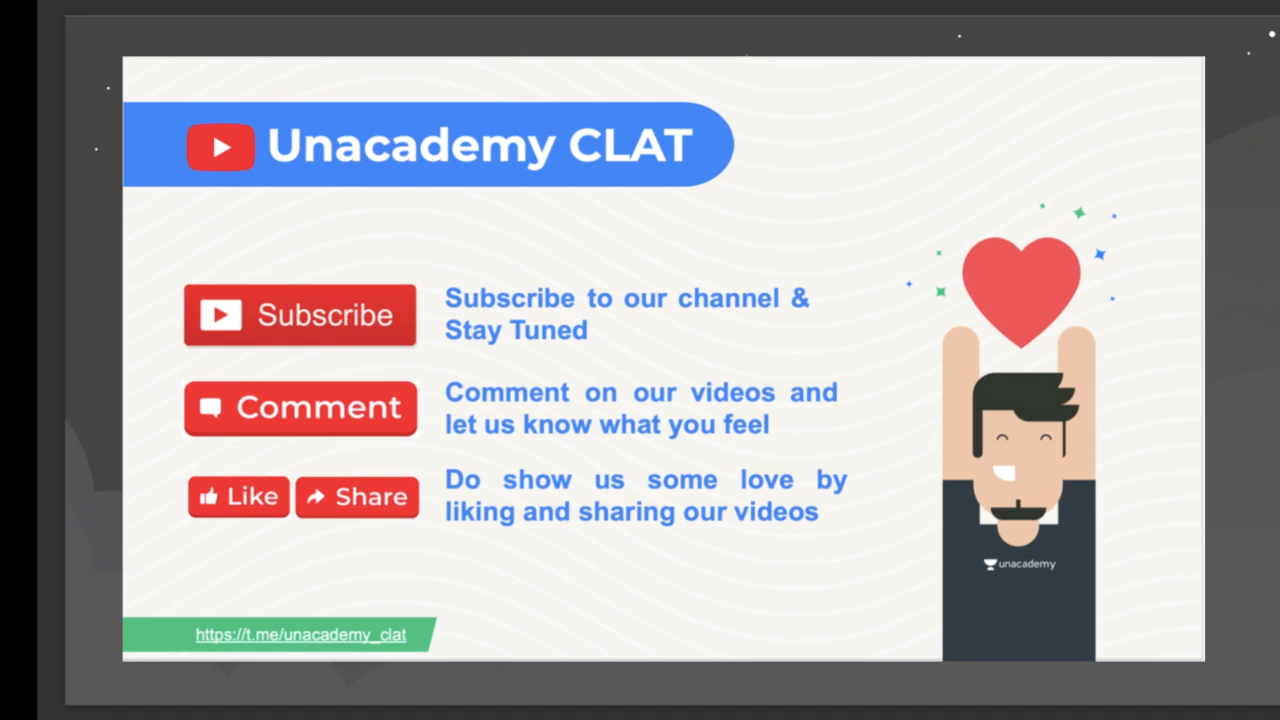 Unacademy CLAT
Subscribe
Subscribe to our channel &
Stay Tuned
Comment
Comment on our videos and
let us know what you feel
Like
Share
Do show us some love by
liking and sharing our videos
unacademy
https://t.me/unacademy_clat